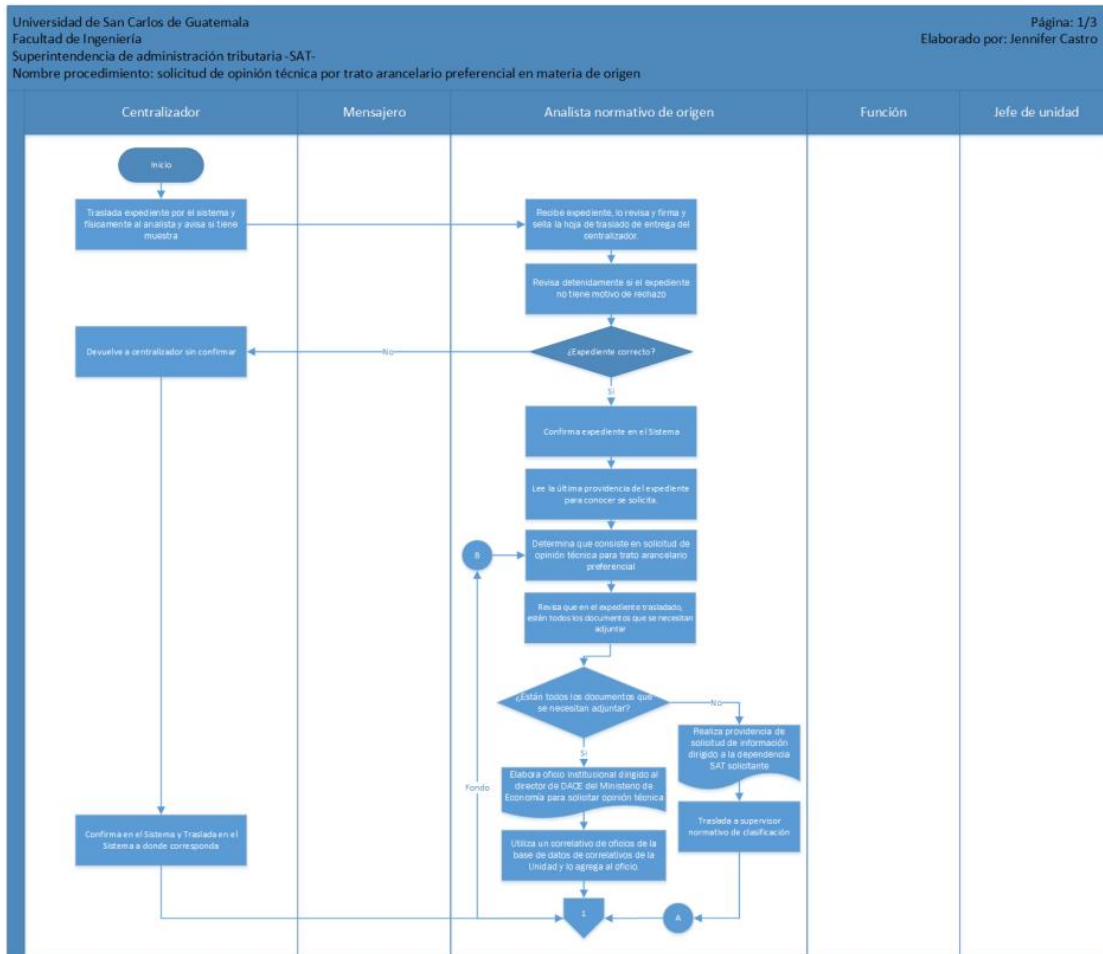 Universidad de San Carlos de Guatemala
Página: 1/3
Facultad de Ingeniería
Elaborado por: Jennifer Castro
Superintendencia de administración tributaria -SAT-
Nombre procedimiento: solicitud de opinión técnica por trato arancelario preferencial en materia de origen
Centralizador
Mensajero
Analista normativo de origen
Función
Jefe de unidad
Inicio
Traslada expediente por el sistema y
físicamente al analista y avisa si tiene
muestra
Recibe expediente, lo revisa y firma y
sella la hoja de traslado de entrega del
centralizador.
Revisa detenidamente si el expediente
no tiene motivo de rechazo
Devuelve a centralizador sin confirmar
No
¿Expediente correcto?
Si
Confirma expediente en el Sistema
Lee la última providencia del expediente
para conocer se solicita.
B
Determina que consiste en solicitud de
opinión técnica para trato arancelario
preferencial
Revisa que en el expediente trasladado,
están todos los documentos que se necesitan
adjuntar
¿Están todos los documentos que
se necesitan adjuntar?
No
Realiza providencia de
solicitud de información
dirigido a la dependencia
SAT solicitante
Si
Fondo
Elabora oficio institucional dirigido al
director de DACE del Ministerio de
Economía para solicitar opinión técnica
Traslada a supervisor
normativo de clasificación
Confirma en el Sistema y Traslada en el
Sistema a donde corresponda
Utiliza un correlativo de oficios de la
base de datos de correlativos de la
Unidad y lo agrega al oficio.
1
A